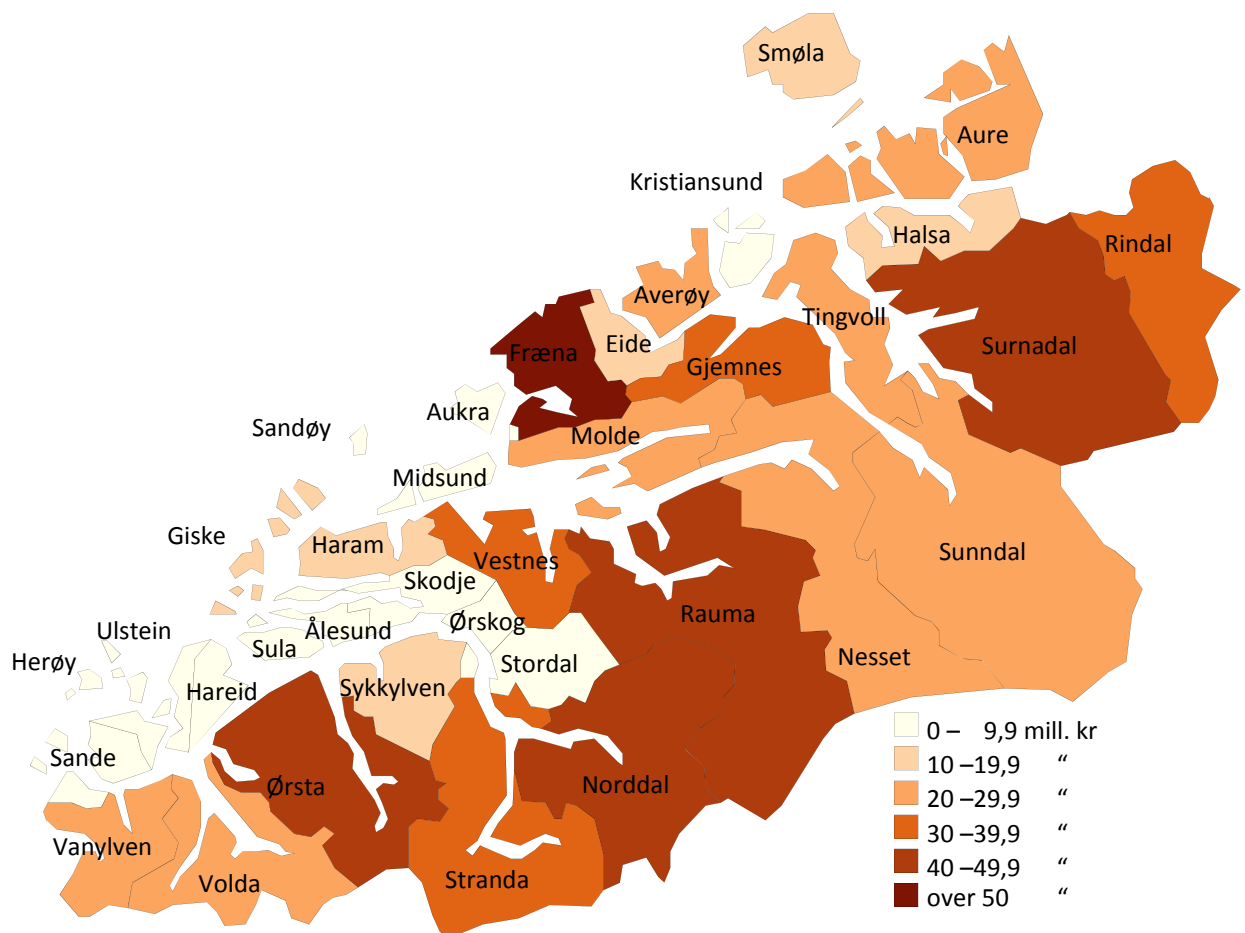 Smøla
Aure
Kristiansund
Halsa
Rindal
Averøy
Tingvoll
Eide
Fræna
Surnadal
Gjemnes
Aukra
Sandøy
Molde
Midsund
Giske
Haram
Vestnes
Sunndal
Skodje
Rauma
Ørskog
Ulstein
Ålesund
Sula
Herøy
Stordal
Nesset
Hareid
Sykkylven
Sande
Ørsta
Norddal
Vanylven
Volda
Stranda
0 – 9,9 mill. kr
10 –19,9 “
20 –29,9 “
30 –39,9 “
40 –49,9 “
over 50 “